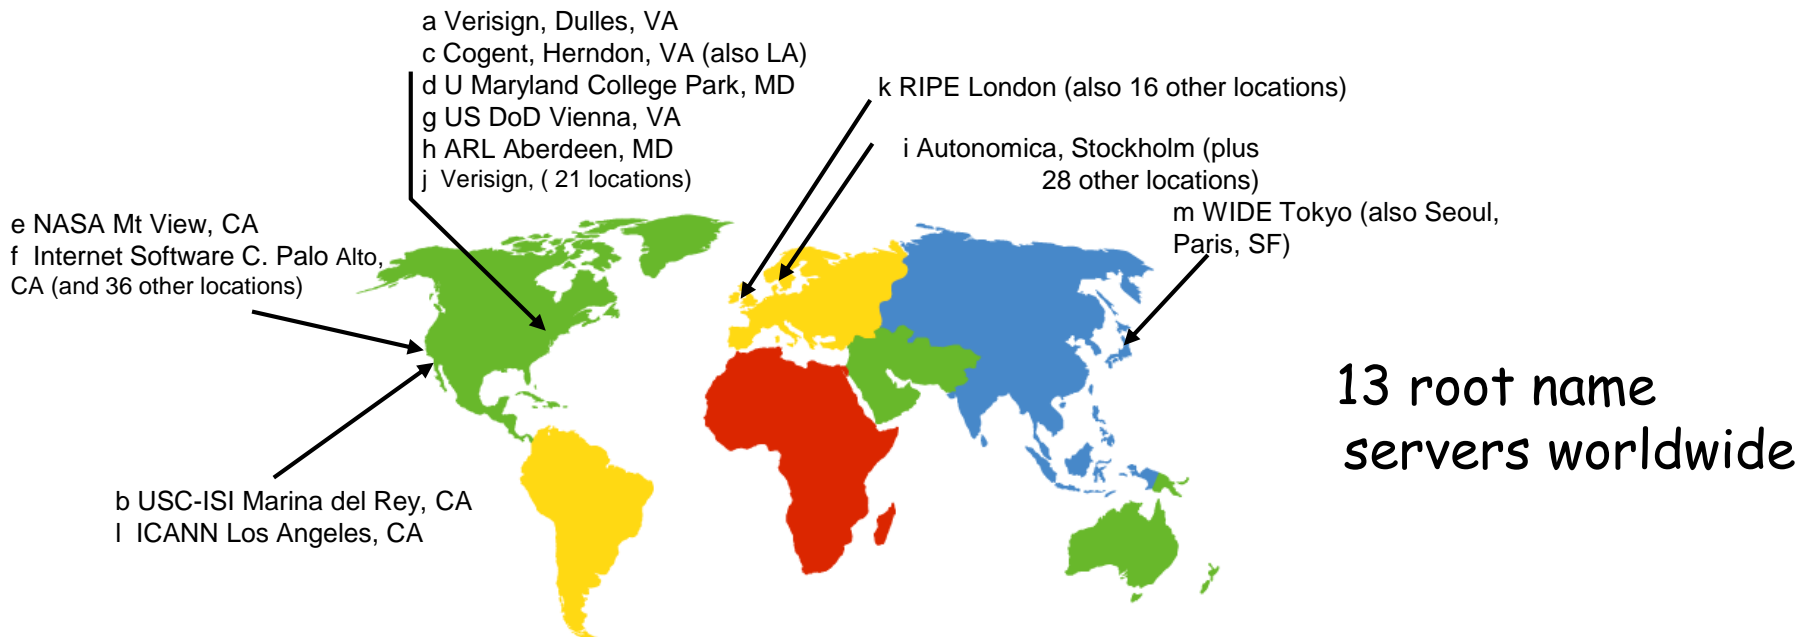 a Verisign, Dulles, VA
c Cogent, Herndon, VA (also LA)
d U Maryland College Park, MD
g US DoD Vienna, VA
h ARL Aberdeen, MD
j Verisign, ( 21 locations)
k RIPE London (also 16 other locations)
i Autonomica, Stockholm (plus
28 other locations)
m WIDE Tokyo (also Seoul,
Paris, SF)
e NASA Mt View, CA
f Internet Software C. Palo Alto,
CA (and 36 other locations)
13 root name
servers worldwide
b USC-ISI Marina del Rey, CA
l ICANN Los Angeles, CA